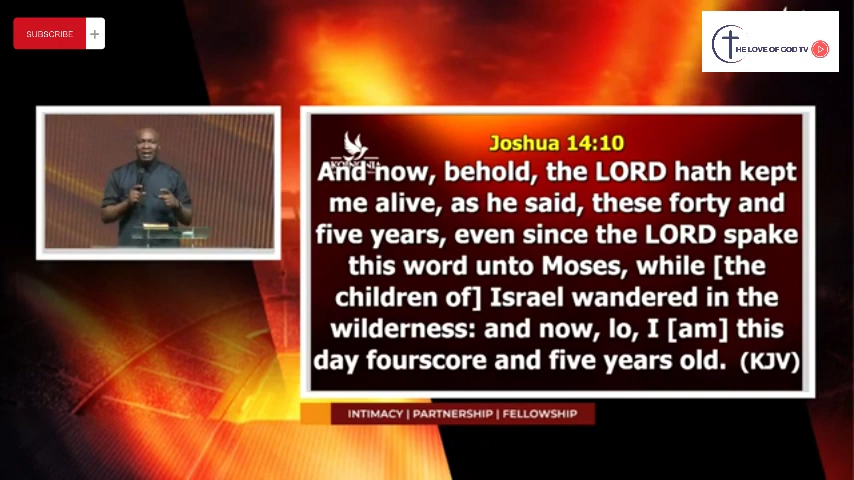 SUBSCRIBE +
THE LOVE OF GOD TV
Joshua 14:10
KOINONIA
And now, behold, the LORD hath kept
me alive, as he said, these forty and
five years, even since the LORD spake
this word unto Moses, while [the
children of] Israel wandered in the
wilderness: and now, lo, I [am] this
day fourscore and five years old. (KJV)
INTIMACY | PARTNERSHIP | FELLOWSHIP